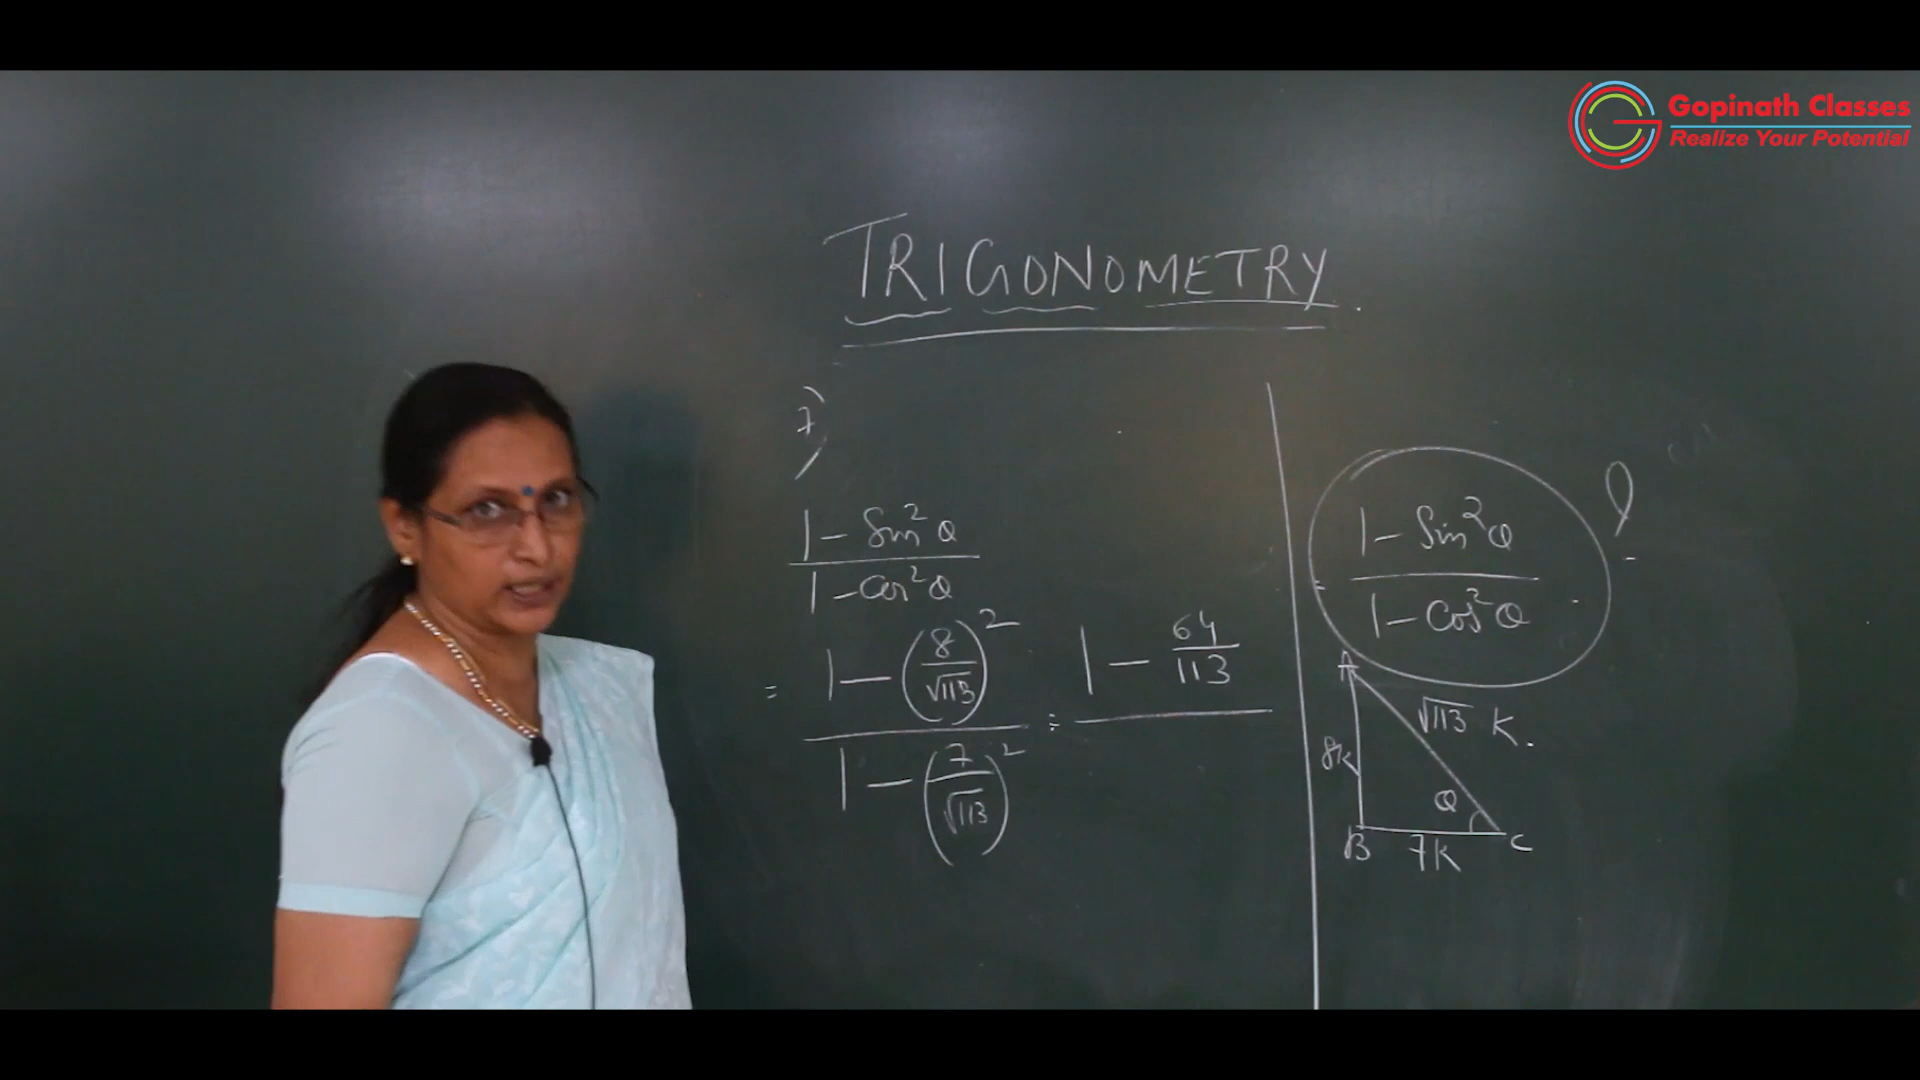 Gopinath Classes
Realize Your Potential
TRIGONOMETRY.
7)
1 - Sin²θ
1 - Cos²θ
= 1 - (8/√113)²
1 - (7/√113)²
= 1 - 64/113
1 - Sin²θ
1 - Cos²θ
A
√113 K.
8K
θ
B 7K C